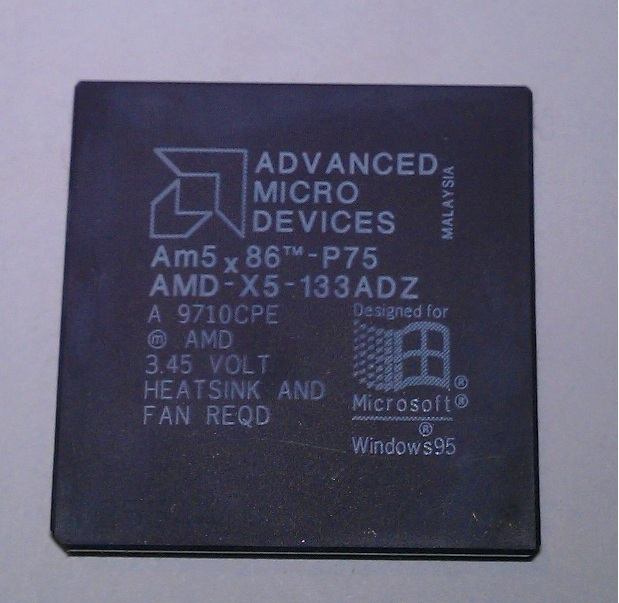 ADVANCED
MICRO
DEVICES
MALAYSIA
Am5x86™-P75
AMD-X5-133ADZ
A 9710CPE
ⓜ AMD
3.45 VOLT
HEATSINK AND
FAN REQD
Designed for
®
Microsoft®
®
Windows95